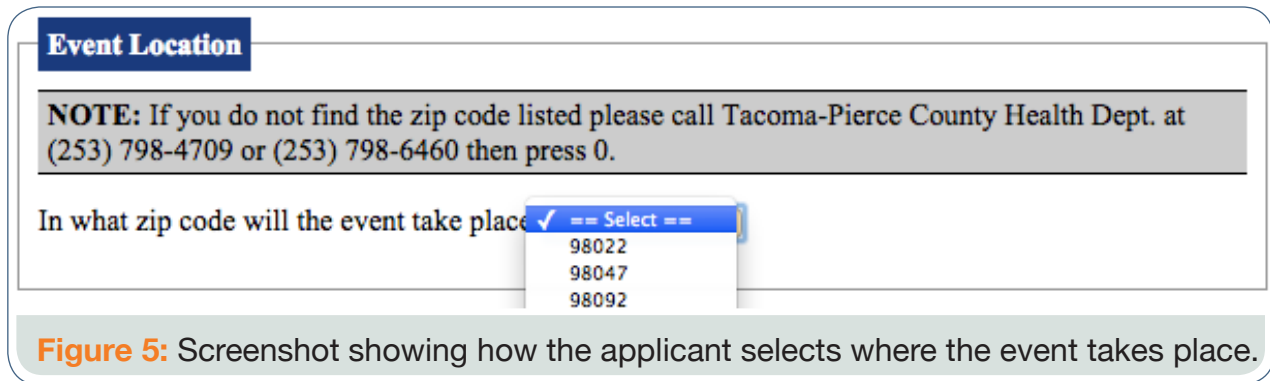 Event Location
NOTE: If you do not find the zip code listed please call Tacoma-Pierce County Health Dept. at
(253) 798-4709 or (253) 798-6460 then press 0.
In what zip code will the event take place ✓ == Select ==
98022
98047
98092
Figure 5: Screenshot showing how the applicant selects where the event takes place.